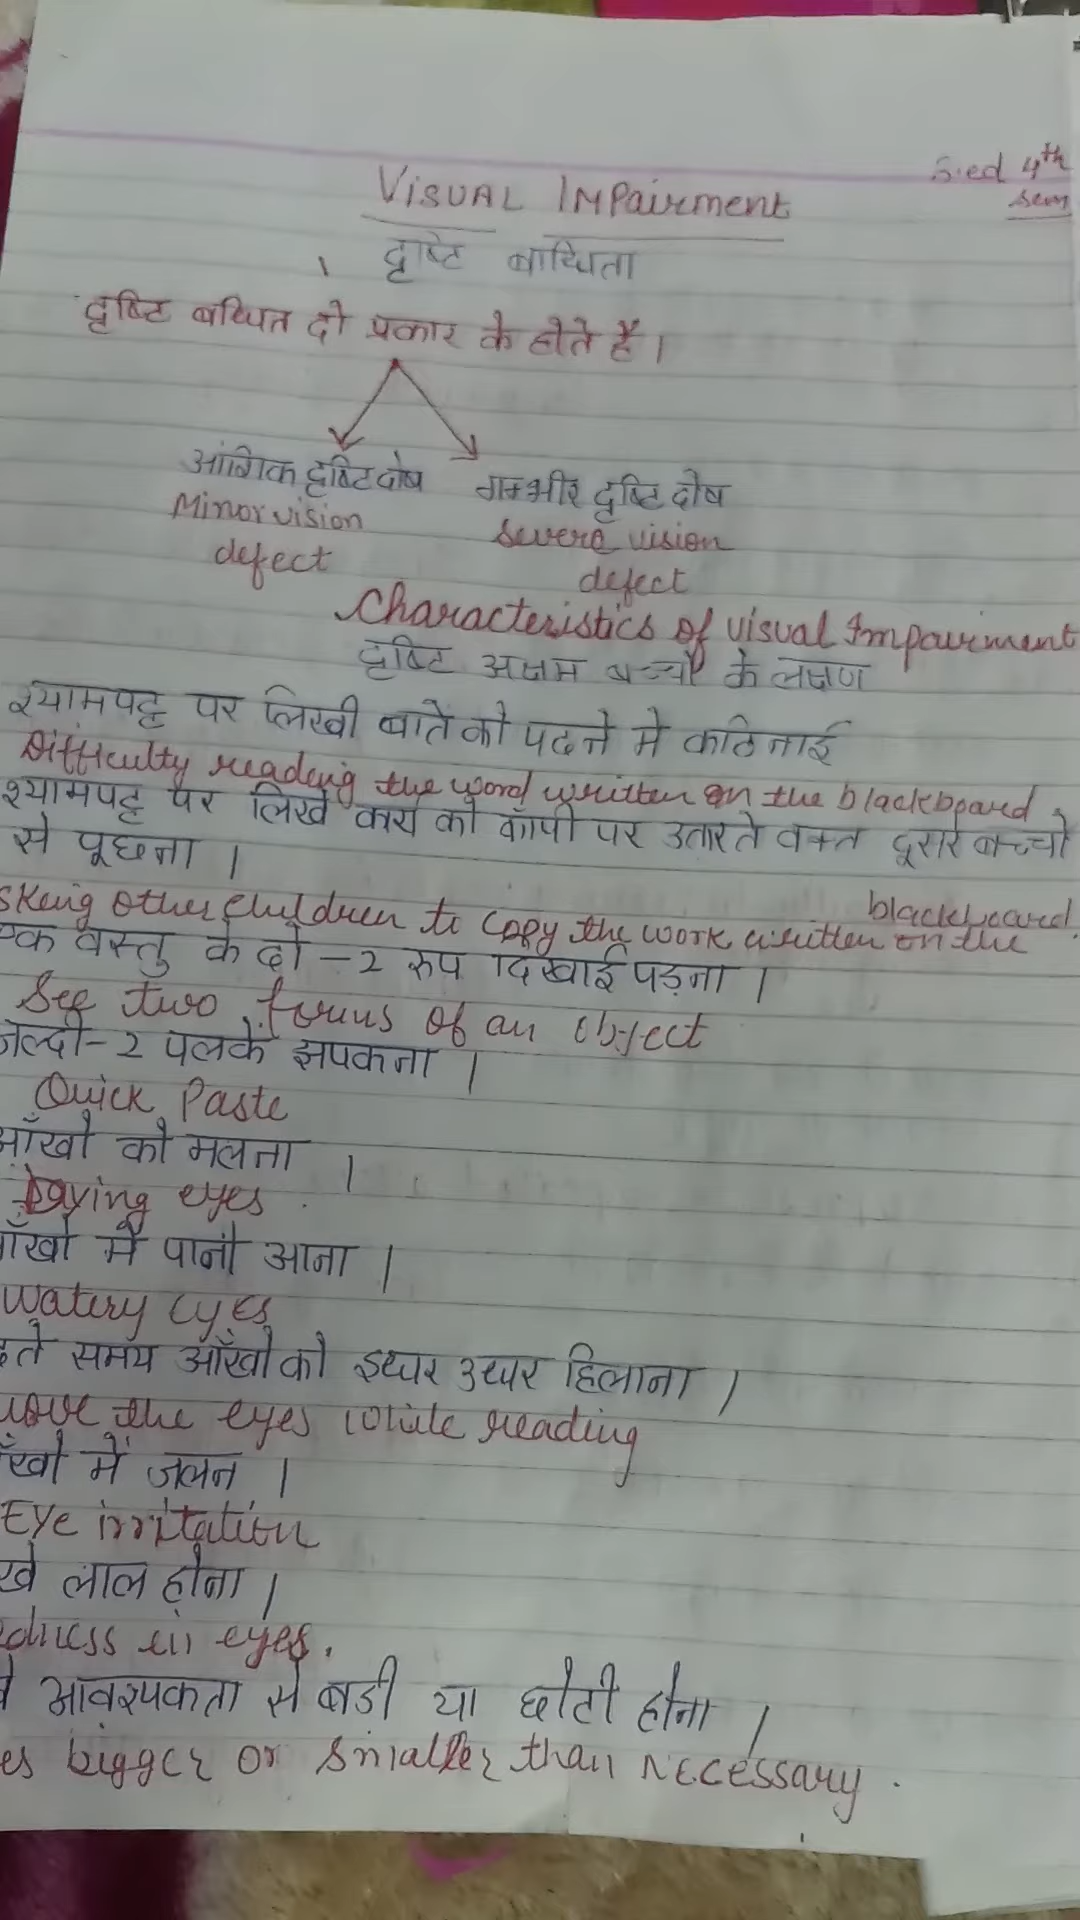 B.ed 4th
sem
Visual Impairment
दृष्टि बाधिता
दृष्टि बधित दो प्रकार के होते हैं।
आंशिक दृष्टि दोष गम्भीर दृष्टि दोष
Minor vision severe vision
defect defect
Characteristics of visual Impairment
दृष्टि अक्षम बच्चों के लक्षण
श्यामपट्ट पर लिखी बातें को पढने मे कठिनाई
Difficulty reading the word written on the blackboard.
श्यामपट्ट पर लिखे कार्य को कॉपी पर उतारते वक्त दूसरे बच्चो
से पूछना।
sking other children to copy the work written on the blackboard.
एक वस्तु के दो-2 रूप दिखाई पड़ना।
See two forms of an object
जल्दी-2 पलके झपकना।
Quick Paste
आँखो को मलना।
eyes.
आँखो में पानी आना।
watery eyes
ढते समय आँखो को इधर उधर हिलाना।
move the eyes while reading
ँखो में जलन।
Eye irritation
खे लाल होना।
edness in eyes.
आवश्यकता से बडी या छोटी होना।
es bigger or smaller than necessary.